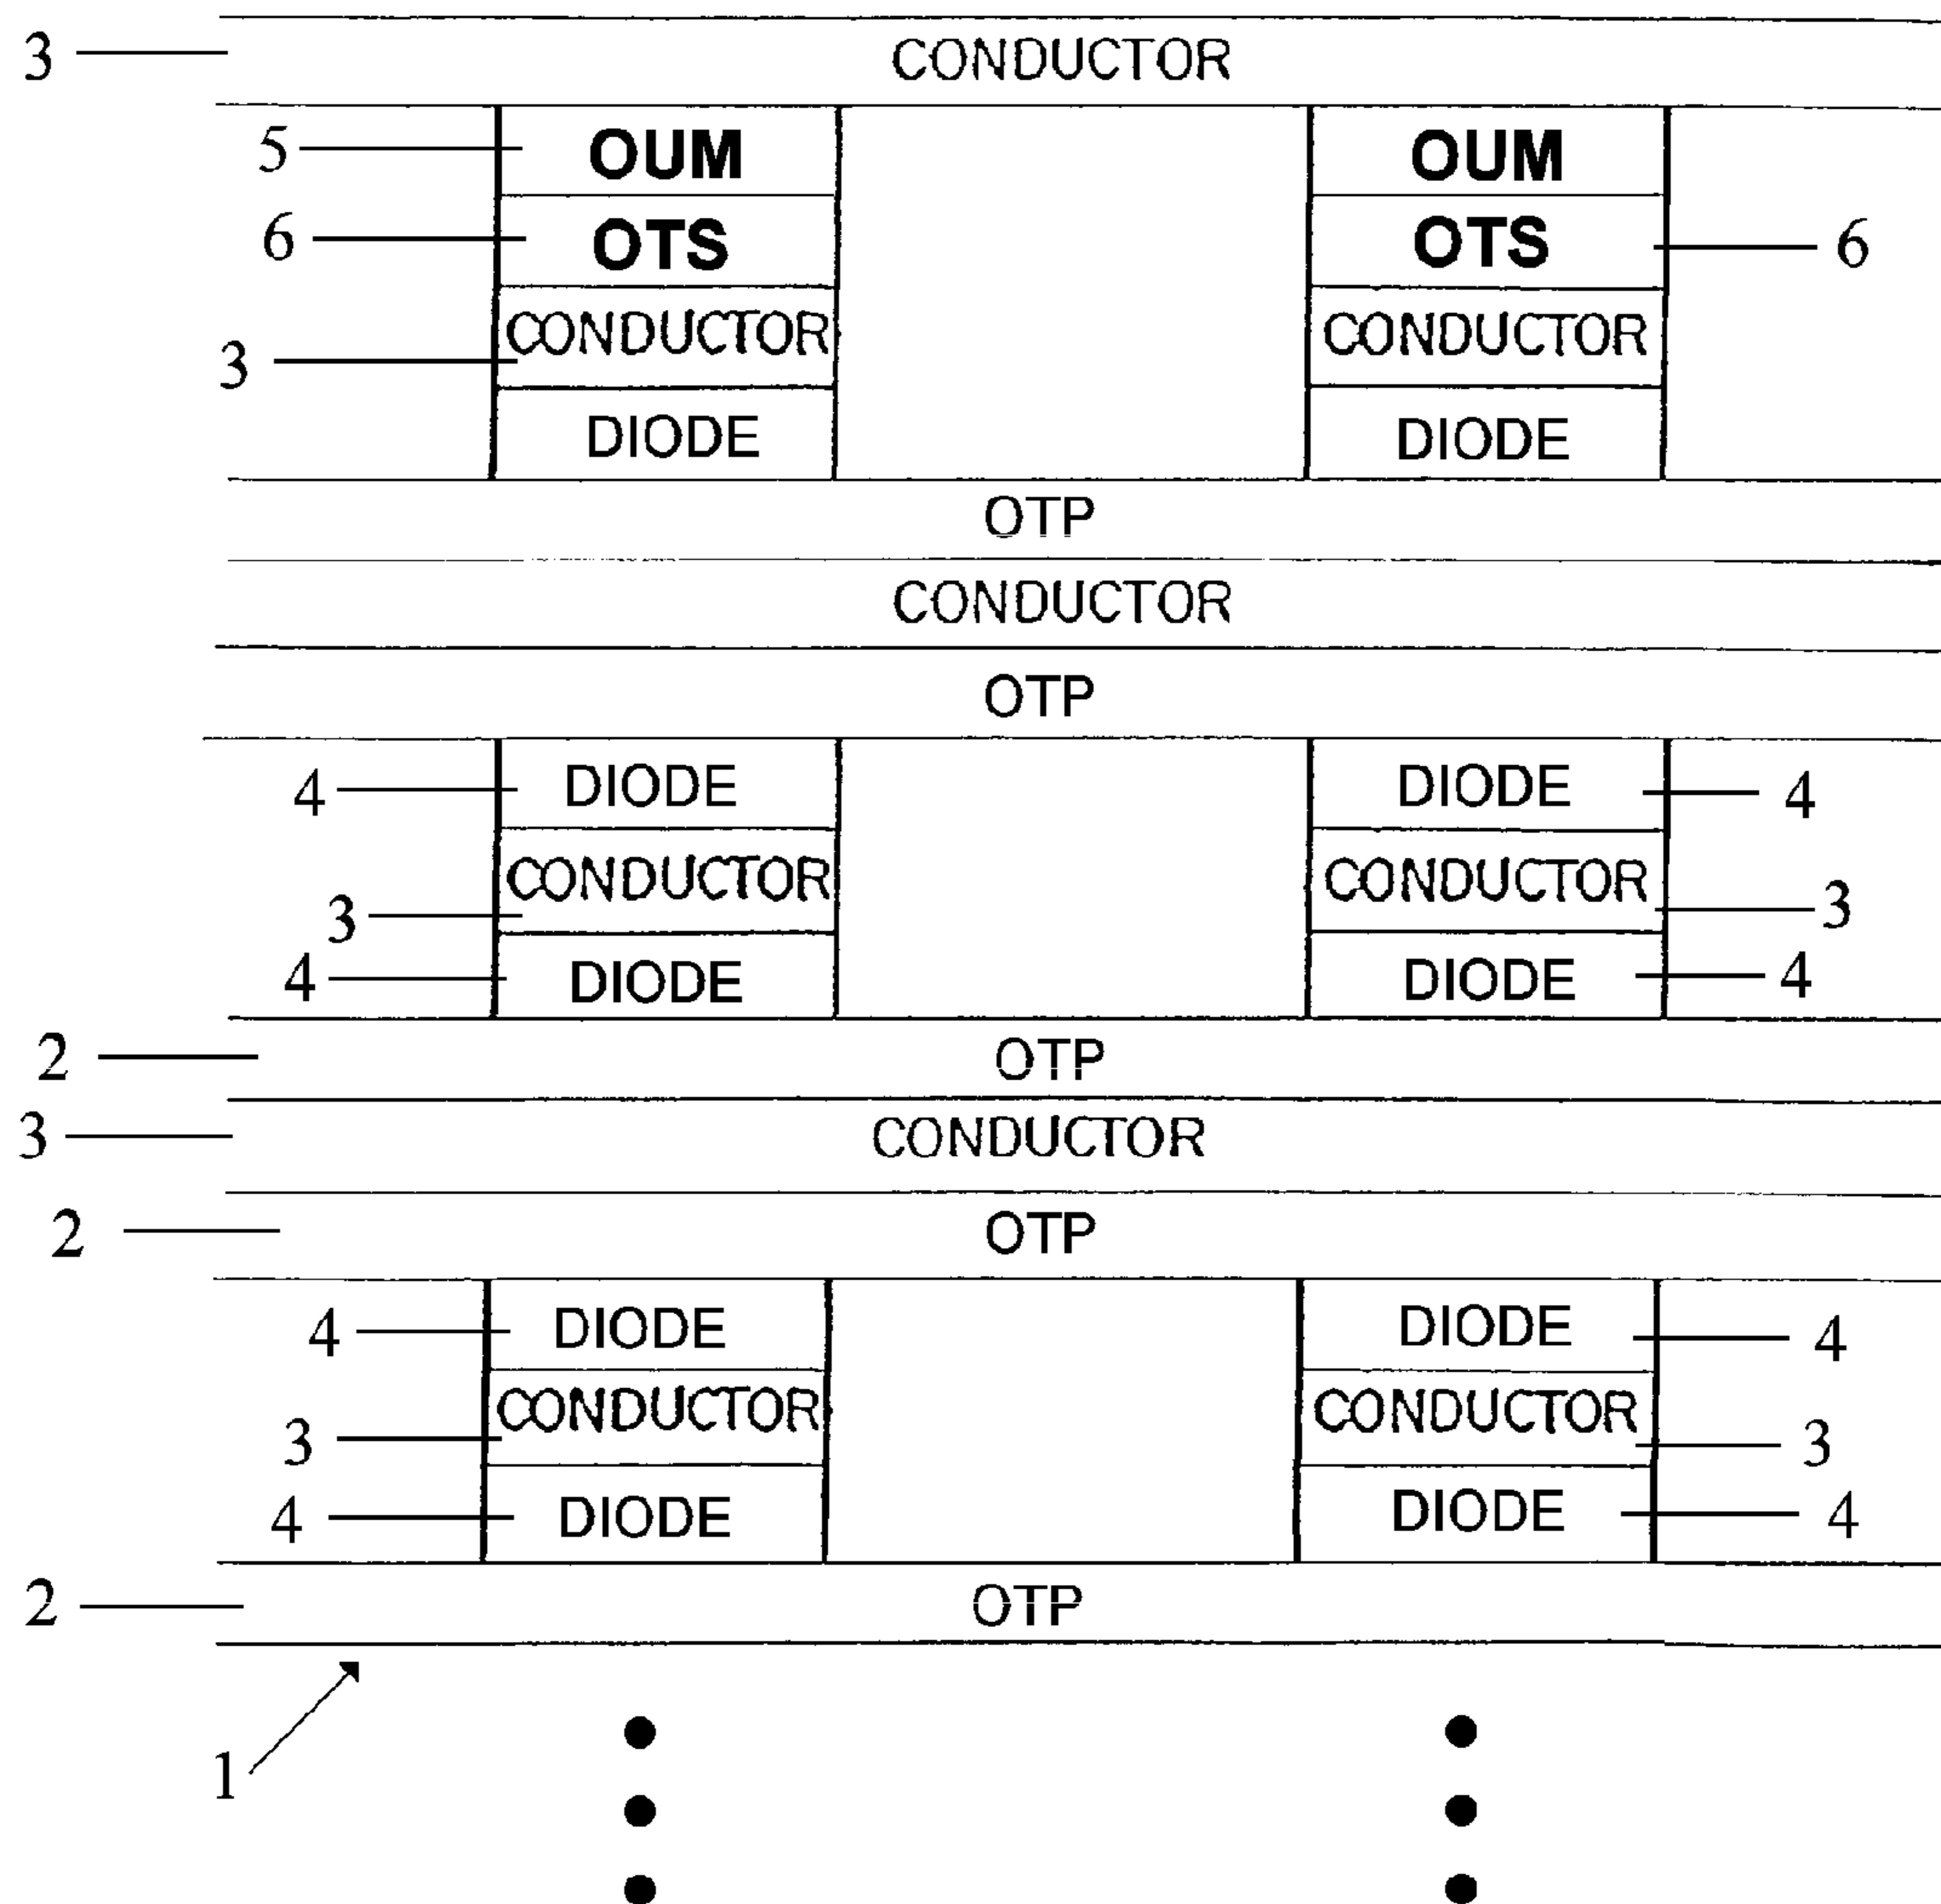 3 CONDUCTOR
5 OUM OUM
6 OTS OTS 6
CONDUCTOR CONDUCTOR
3
DIODE DIODE
OTP
CONDUCTOR
OTP
4 DIODE DIODE 4
CONDUCTOR CONDUCTOR
3 3
4 DIODE DIODE 4
2 OTP
3 CONDUCTOR
2 OTP
4 DIODE DIODE 4
CONDUCTOR CONDUCTOR
3 3
4 DIODE DIODE 4
2 OTP
1